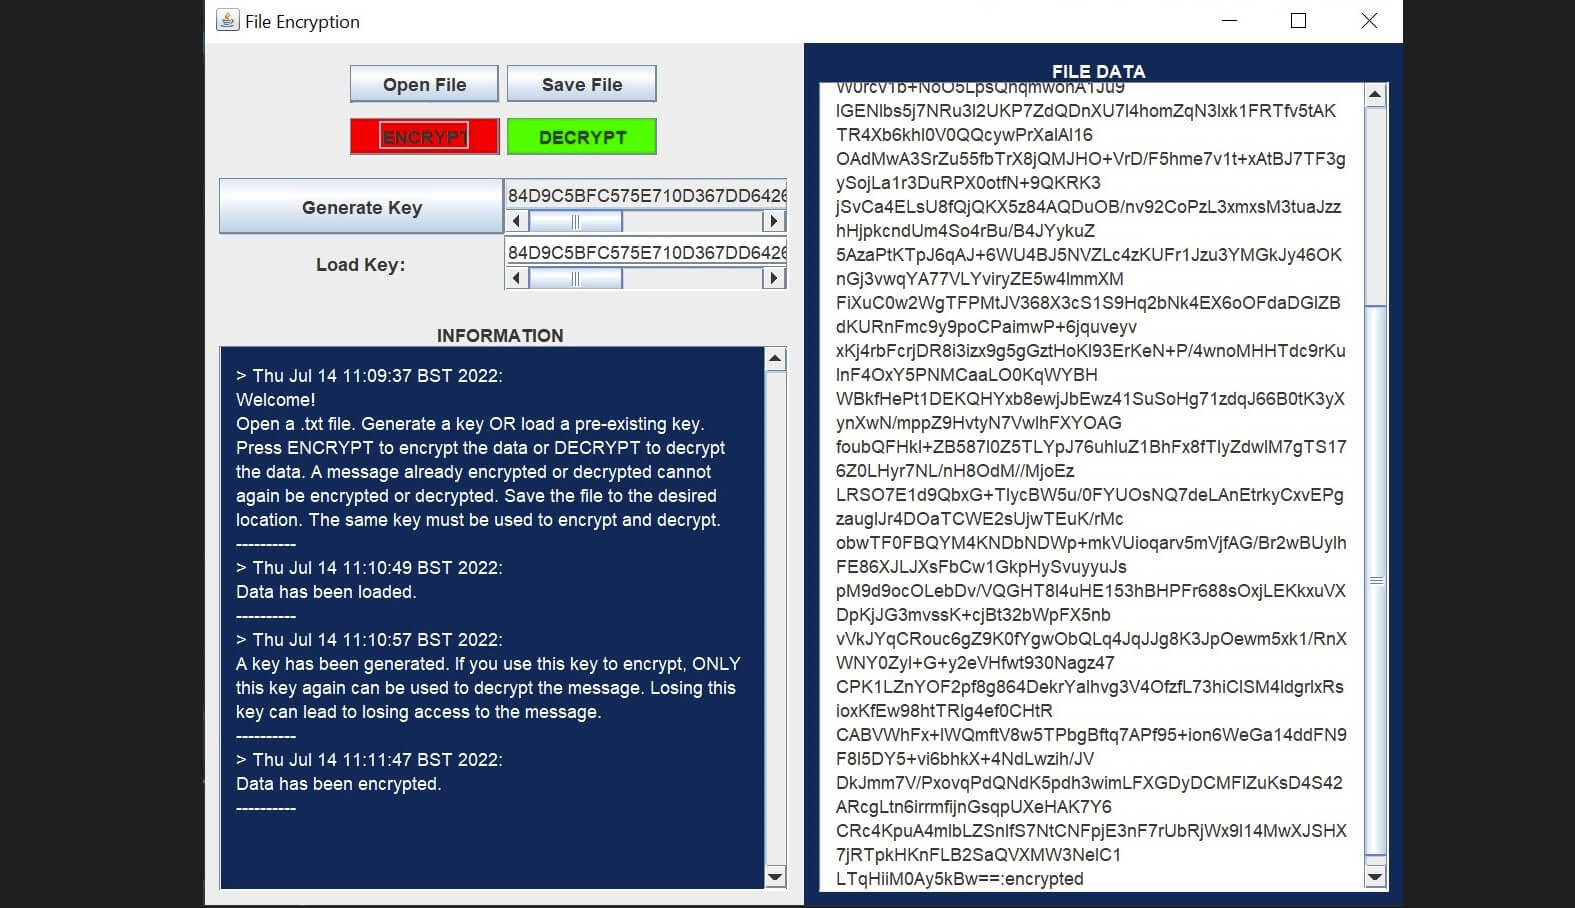 File Encryption
Open File
Save File
ENCRYPT
DECRYPT
Generate Key
84D9C5BFC575E710D367DD6426
Load Key:
84D9C5BFC575E710D367DD6426
INFORMATION
> Thu Jul 14 11:09:37 BST 2022:
Welcome!
Open a .txt file. Generate a key OR load a pre-existing key.
Press ENCRYPT to encrypt the data or DECRYPT to decrypt
the data. A message already encrypted or decrypted cannot
again be encrypted or decrypted. Save the file to the desired
location. The same key must be used to encrypt and decrypt.
----------
> Thu Jul 14 11:10:49 BST 2022:
Data has been loaded.
----------
> Thu Jul 14 11:10:57 BST 2022:
A key has been generated. If you use this key to encrypt, ONLY
this key again can be used to decrypt the message. Losing this
key can lead to losing access to the message.
----------
> Thu Jul 14 11:11:47 BST 2022:
Data has been encrypted.
----------
FILE DATA
lGENlbs5j7NRu3l2UKP7ZdQDnXU7l4homZqN3lxk1FRTfv5tAK
TR4Xb6khl0V0QQcywPrXalAl16
OAdMwA3SrZu55fbTrX8jQMJHO+VrD/F5hme7v1t+xAtBJ7TF3g
ySojLa1r3DuRPX0otfN+9QKRK3
jSvCa4ELsU8fQjQKX5z84AQDuOB/nv92CoPzL3xmxsM3tuaJzz
hHjpkcndUm4So4rBu/B4JYykuZ
5AzaPtKTpJ6qAJ+6WU4BJ5NVZLc4zKUFr1Jzu3YMGkJy46OK
nGj3vwqYA77VLYviryZE5w4lmmXM
FiXuC0w2WgTFPMtJV368X3cS1S9Hq2bNk4EX6oOFdaDGlZB
dKURnFmc9y9poCPaimwP+6jquveyv
xKj4rbFcrjDR8i3izx9g5gGztHoKl93ErKeN+P/4wnoMHHTdc9rKu
lnF4OxY5PNMCaaLO0KqWYBH
WBkfHePt1DEKQHYxb8ewjJbEwz41SuSoHg71zdqJ66B0tK3yX
ynXwN/mppZ9HvtyN7VwlhFXYOAG
foubQFHkl+ZB587l0Z5TLYpJ76uhluZ1BhFx8fTlyZdwlM7gTS17
6Z0LHyr7NL/nH8OdM//MjoEz
LRSO7E1d9QbxG+TlycBW5u/0FYUOsNQ7deLAnEtrkyCxvEPg
zauglJr4DOaTCWE2sUjwTEuK/rMc
obwTF0FBQYM4KNDbNDWp+mkVUioqarv5mVjfAG/Br2wBUylh
FE86XJLJXsFbCw1GkpHySvuyyuJs
pM9d9ocOLebDv/VQGHT8l4uHE153hBHPFr688sOxjLEKkxuVX
DpKjJG3mvssK+cjBt32bWpFX5nb
vVkJYqCRouc6gZ9K0fYgwObQLq4JqJJg8K3JpOewm5xk1/RnX
WNY0Zyl+G+y2eVHfwt930Nagz47
CPK1LZnYOF2pf8g864DekrYalhvg3V4OfzfL73hiClSM4ldgrlxRs
ioxKfEw98htTRlg4ef0CHtR
CABVWhFx+lWQmftV8w5TPbgBftq7APf95+ion6WeGa14ddFN9
F8l5DY5+vi6bhkX+4NdLwzih/JV
DkJmm7V/PxovqPdQNdK5pdh3wimLFXGDyDCMFlZuKsD4S42
ARcgLtn6irrmfijnGsqpUXeHAK7Y6
CRc4KpuA4mlbLZSnlfS7NtCNFpjE3nF7rUbRjWx9l14MwXJSHX
7jRTpkHKnFLB2SaQVXMW3NelC1
LTqHiiM0Ay5kBw==:encrypted